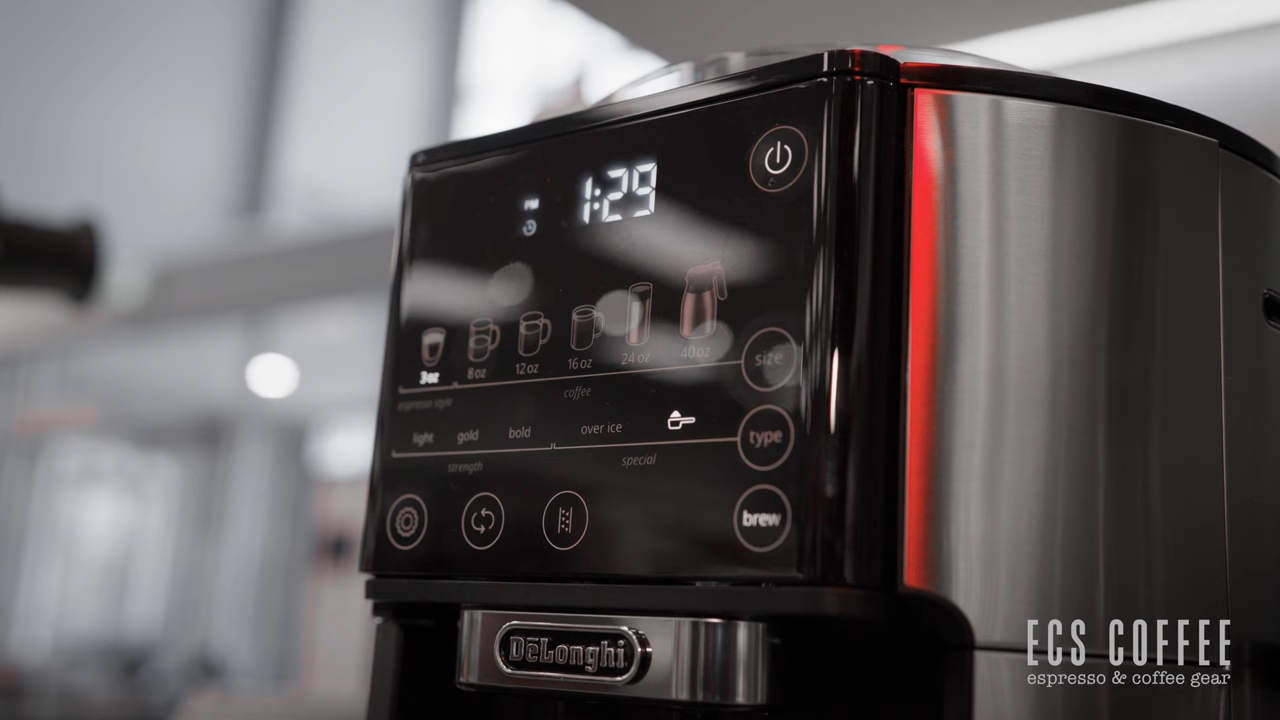 PM
1:29
3oz 8oz 12oz 16oz 24oz 40oz
size
espresso style coffee
light gold bold over ice
type
strength special
brew
DēLonghi
ECS COFFEE
espresso & coffee gear